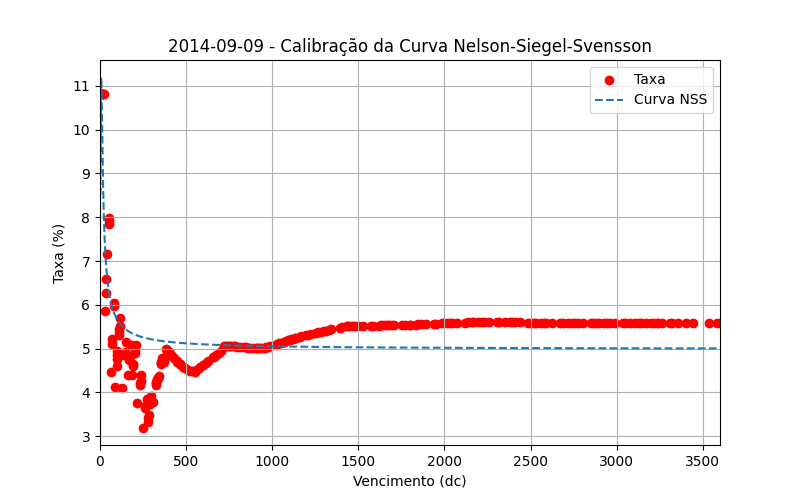 2014-09-09 - Calibração da Curva Nelson-Siegel-Svensson
Taxa
Curva NSS
Taxa (%)
11
10
9
8
7
6
5
4
3
0 500 1000 1500 2000 2500 3000 3500
Vencimento (dc)